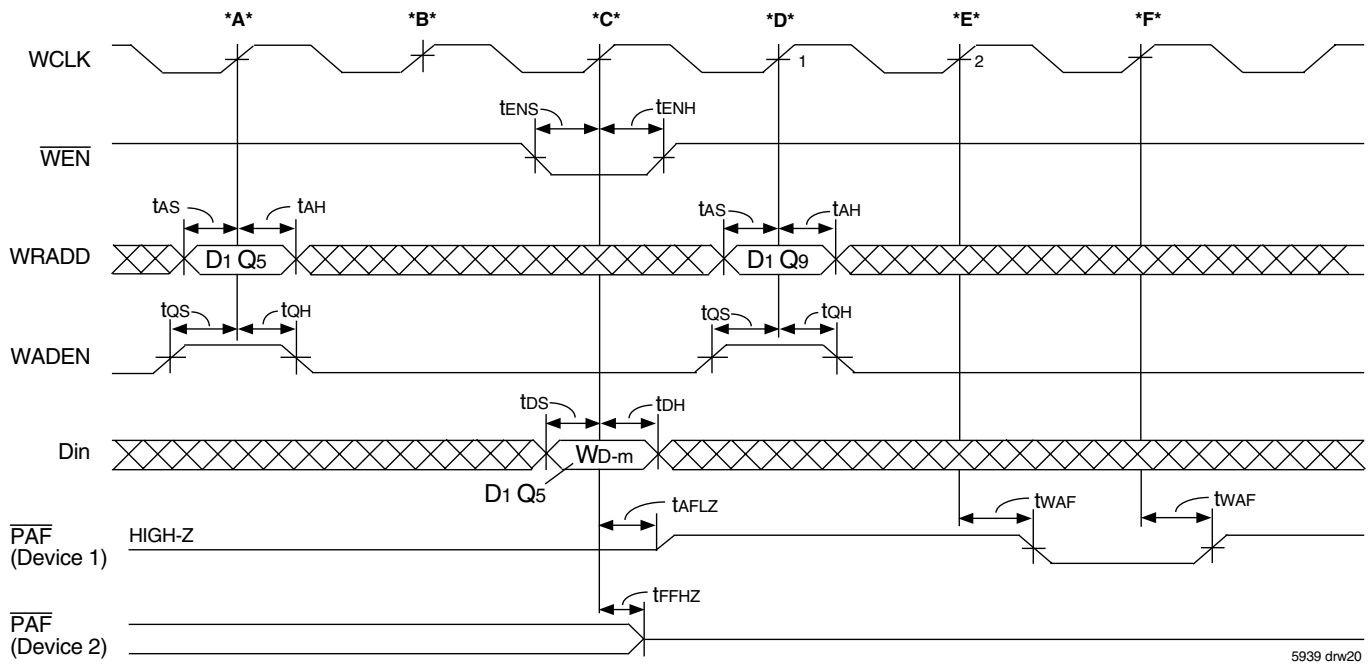 *A* *B* *C* *D* *E* *F*
WCLK 1 2
tENS tENH
WEN
tAS tAH tAS tAH
WRADD D1 Q5 D1 Q9
tQS tQH tQS tQH
WADEN
tDS tDH
Din WD-m
D1 Q5
tAFLZ tWAF tWAF
PAF HIGH-Z
(Device 1)
tFFHZ
PAF
(Device 2)
5939 drw20